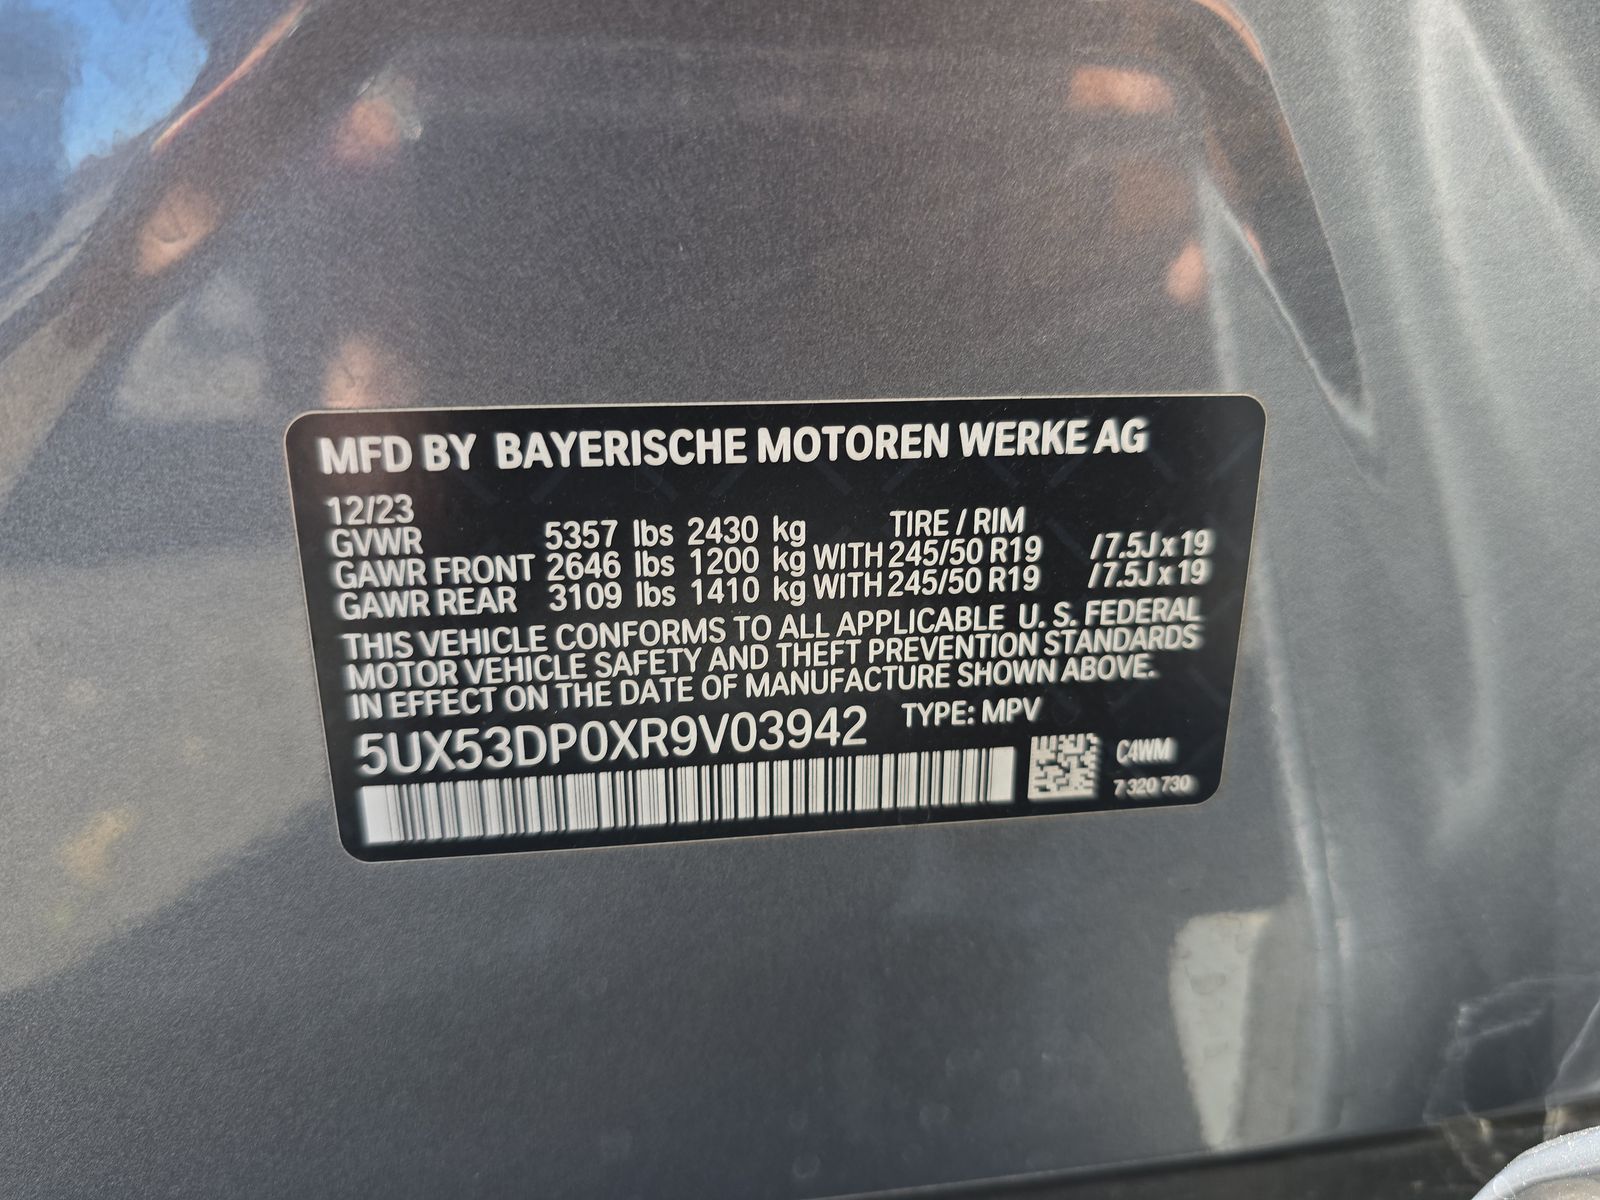 MFD BY BAYERISCHE MOTOREN WERKE AG
12/23
GVWR 5357 lbs 2430 kg TIRE / RIM
GAWR FRONT 2646 lbs 1200 kg WITH 245/50 R19 /7.5J x 19
GAWR REAR 3109 lbs 1410 kg WITH 245/50 R19 /7.5J x 19
THIS VEHICLE CONFORMS TO ALL APPLICABLE U. S. FEDERAL
MOTOR VEHICLE SAFETY AND THEFT PREVENTION STANDARDS
IN EFFECT ON THE DATE OF MANUFACTURE SHOWN ABOVE.
5UX53DP0XR9V03942 TYPE: MPV
C4WM
7 320 730